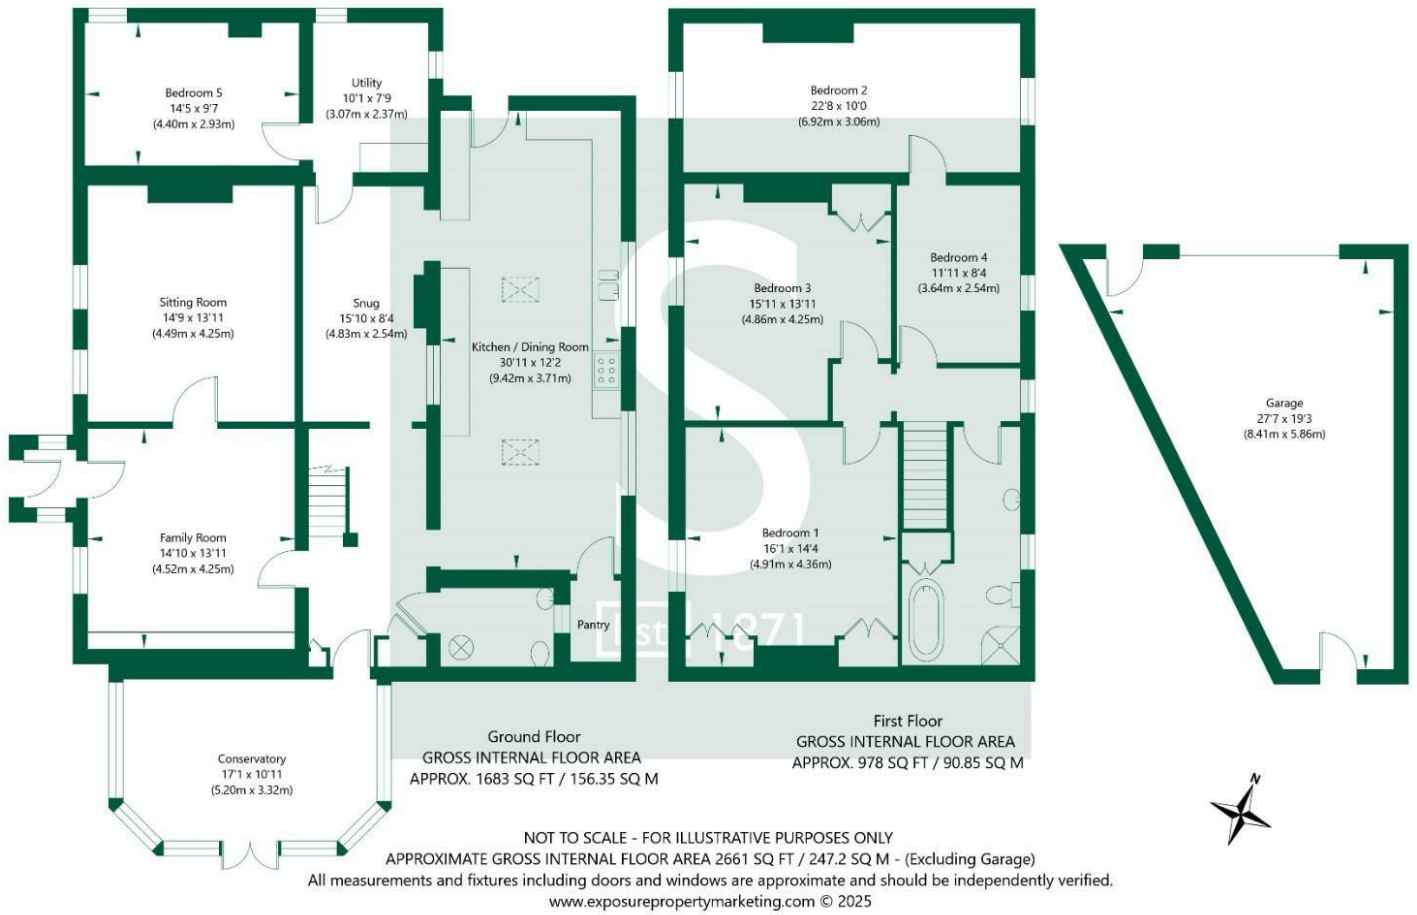 Bedroom 5
14'5 x 9'7
(4.40m x 2.93m)
Utility
10'1 x 7'9
(3.07m x 2.37m)
Sitting Room
14'9 x 13'11
(4.49m x 4.25m)
Snug
15'10 x 8'4
(4.83m x 2.54m)
Kitchen / Dining Room
30'11 x 12'2
(9.42m x 3.71m)
Family Room
14'10 x 13'11
(4.52m x 4.25m)
Pantry
Conservatory
17'1 x 10'11
(5.20m x 3.32m)
Ground Floor
GROSS INTERNAL FLOOR AREA
APPROX. 1683 SQ FT / 156.35 SQ M
Bedroom 2
22'8 x 10'0
(6.92m x 3.06m)
Bedroom 3
15'11 x 13'11
(4.86m x 4.25m)
Bedroom 4
11'11 x 8'4
(3.64m x 2.54m)
Bedroom 1
16'1 x 14'4
(4.91m x 4.36m)
S
Est 1871
First Floor
GROSS INTERNAL FLOOR AREA
APPROX. 978 SQ FT / 90.85 SQ M
Garage
27'7 x 19'3
(8.41m x 5.86m)
N
NOT TO SCALE - FOR ILLUSTRATIVE PURPOSES ONLY
APPROXIMATE GROSS INTERNAL FLOOR AREA 2661 SQ FT / 247.2 SQ M - (Excluding Garage)
All measurements and fixtures including doors and windows are approximate and should be independently verified.
www.exposurepropertymarketing.com © 2025